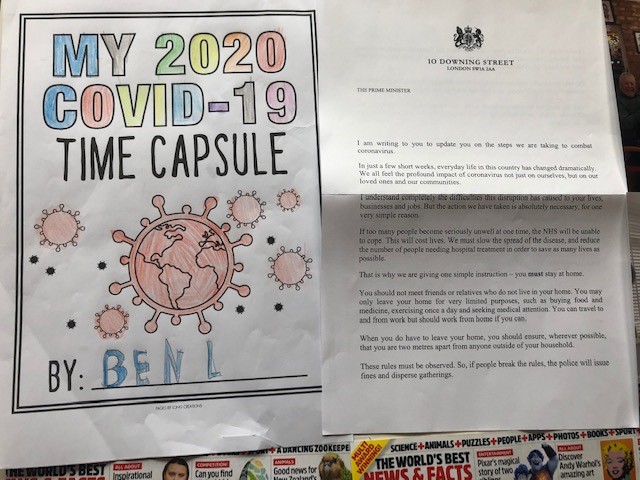 MY 2020
COVID-19
TIME CAPSULE
BY: BEN L
PAGES BY COHO CREATIONS
10 DOWNING STREET
LONDON SW1A 2AA
THE PRIME MINISTER
I am writing to you to update you on the steps we are taking to combat
coronavirus.
In just a few short weeks, everyday life in this country has changed dramatically.
We all feel the profound impact of coronavirus not just on ourselves, but on our
loved ones and our communities.
I understand completely the difficulties this disruption has caused to your lives,
businesses and jobs. But the action we have taken is absolutely necessary, for one
very simple reason.
If too many people become seriously unwell at one time, the NHS will be unable
to cope. This will cost lives. We must slow the spread of the disease, and reduce
the number of people needing hospital treatment in order to save as many lives as
possible.
That is why we are giving one simple instruction – you must stay at home.
You should not meet friends or relatives who do not live in your home. You may
only leave your home for very limited purposes, such as buying food and
medicine, exercising once a day and seeking medical attention. You can travel to
and from work but should work from home if you can.
When you do have to leave your home, you should ensure, wherever possible,
that you are two metres apart from anyone outside of your household.
These rules must be observed. So, if people break the rules, the police will issue
fines and disperse gatherings.
+ A DANCING ZOOKEEPER
THE WORLD'S BEST
ALL ABOUT
Inspirational
COMPETITION!
Can you find
ANIMALS
Good news for
New Zealand's
MULTI
AWARD
WINNING
SCIENCE+ANIMALS+PUZZLES+PEOPLE+APPS+PHOTOS+BOOKS+SPORT
THE WORLD'S BEST
NEWS & FACTS
ENTERTAINMENT
Pixar's magical
story of two
ALL ABOUT
Discover
Andy Warhol's
amazing art